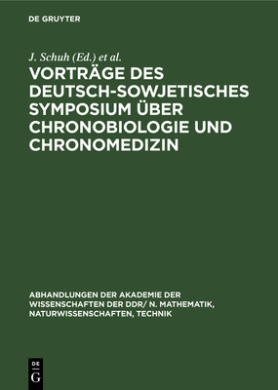 DE GRUYTER
J. Schuh (Ed.) et al.
VORTRÄGE DES
DEUTSCH-SOWJETISCHES
SYMPOSIUM ÜBER
CHRONOBIOLOGIE UND
CHRONOMEDIZIN
ABHANDLUNGEN DER AKADEMIE DER
WISSENSCHAFTEN DER DDR/ N. MATHEMATIK,
NATURWISSENSCHAFTEN, TECHNIK
DE
G